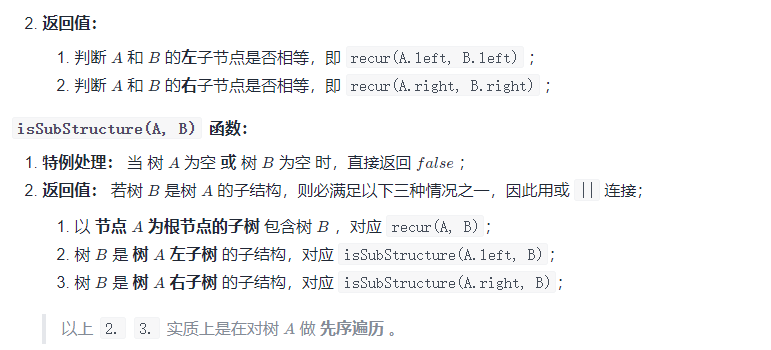 2. 返回值：
1. 判断 A 和 B 的左子节点是否相等，即 recur(A.left, B.left) ；
2. 判断 A 和 B 的右子节点是否相等，即 recur(A.right, B.right) ；
isSubStructure(A, B) 函数：
1. 特例处理： 当 树 A 为空 或 树 B 为空 时，直接返回 false ；
2. 返回值： 若树 B 是树 A 的子结构，则必满足以下三种情况之一，因此用或 || 连接；
1. 以 节点 A 为根节点的子树 包含树 B ，对应 recur(A, B)；
2. 树 B 是 树 A 左子树 的子结构，对应 isSubStructure(A.left, B)；
3. 树 B 是 树 A 右子树 的子结构，对应 isSubStructure(A.right, B)；
以上 2. 3. 实质上是在对树 A 做 先序遍历 。